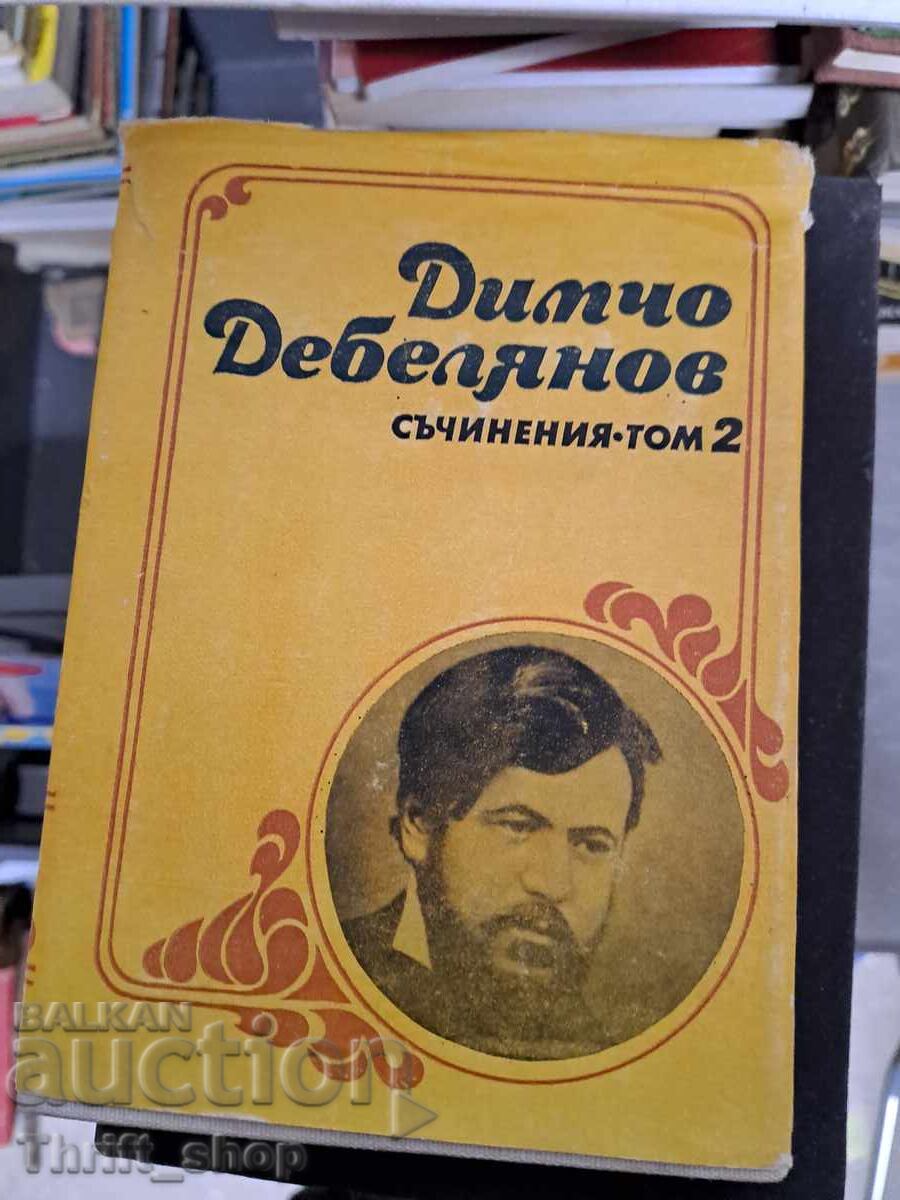 Димчо
Дебелянов
СЪЧИНЕНИЯ·ТОМ 2
BALKAN
auction
Thrift_shop